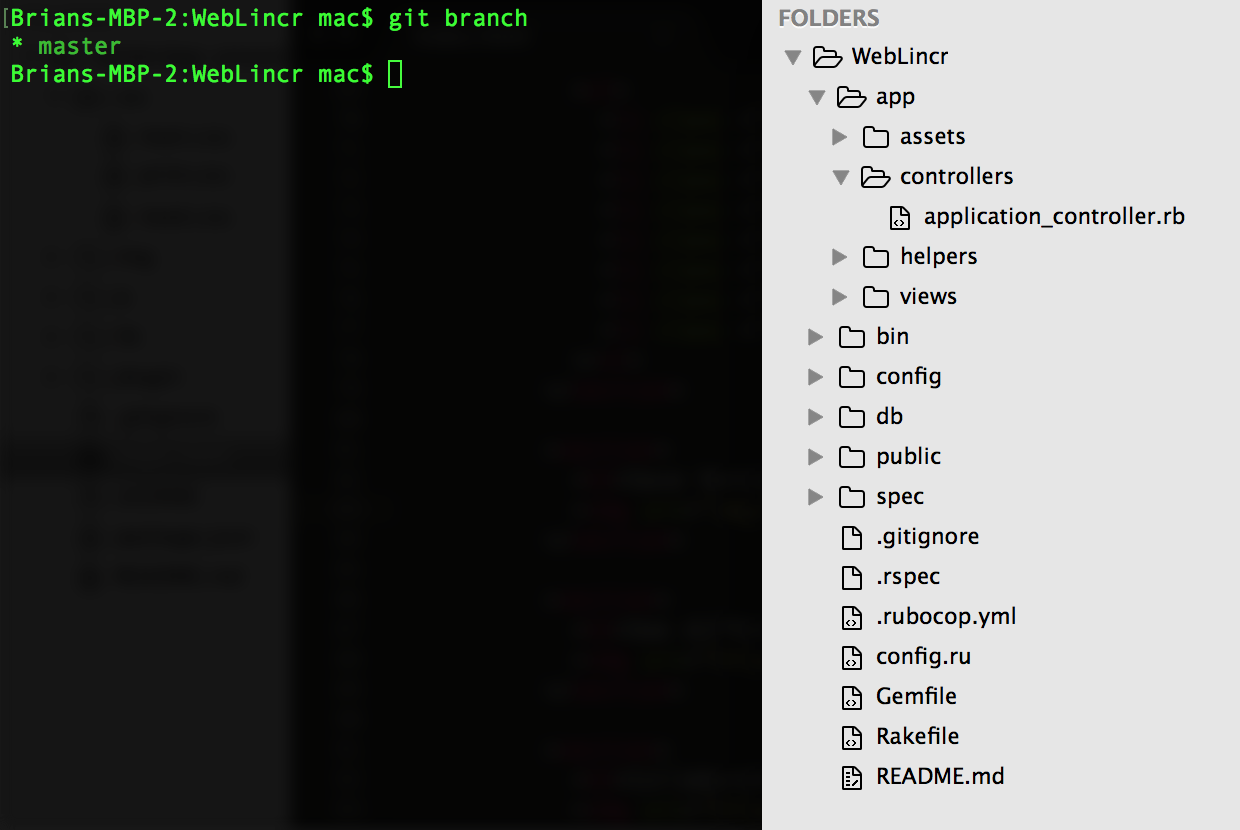 [Brians-MBP-2:WebLincr mac$ git branch
* master
Brians-MBP-2:WebLincr mac$
FOLDERS
WebLincr
app
assets
controllers
application_controller.rb
helpers
views
bin
config
db
public
spec
.gitignore
.rspec
.rubocop.yml
config.ru
Gemfile
Rakefile
README.md